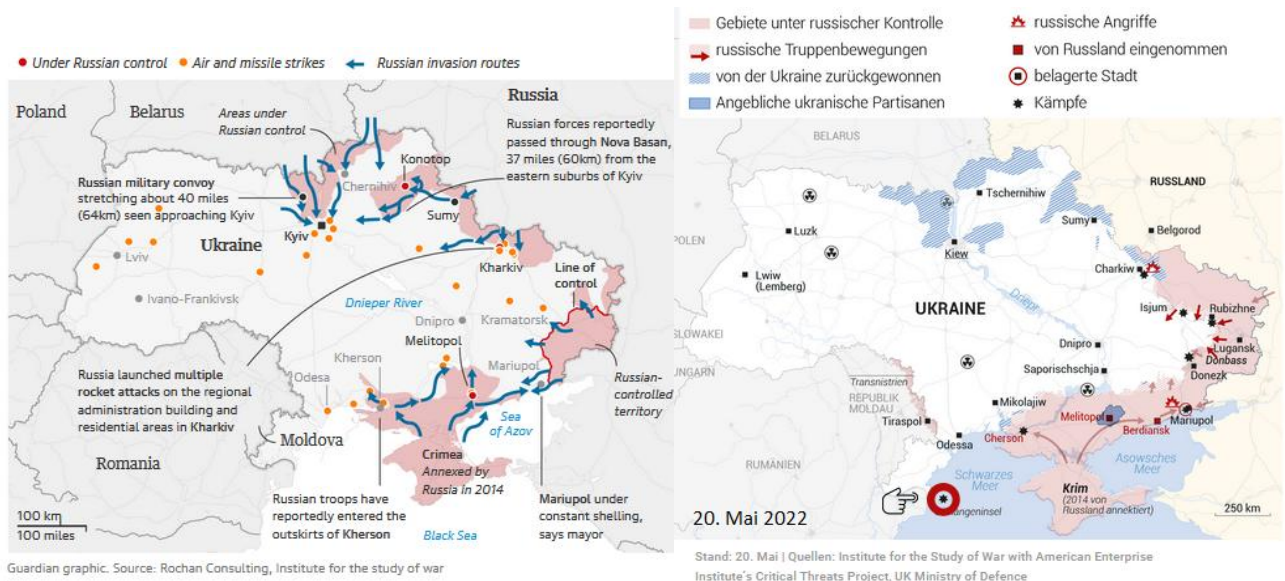 Under Russian control
Air and missile strikes
Russian invasion routes
Poland
Belarus
Areas under
Russian control
Russia
Russian forces reportedly
passed through Nova Basan,
37 miles (60km) from the
eastern suburbs of Kyiv
Konotop
Chernihiv
Russian military convoy
stretching about 40 miles
(64km) seen approaching Kyiv
Sumy
Kyiv
Ukraine
Lviv
Kharkiv
Line of
control
Ivano-Frankivsk
Dnieper River
Dnipro
Kramatorsk
Melitopol
Kherson
Mariupol
Russia launched multiple
rocket attacks on the regional
administration building and
residential areas in Kharkiv
Odesa
Russian-
controlled
territory
Moldova
Sea
of Azov
Romania
Crimea
Annexed by
Russia in 2014
Russian troops have
reportedly entered the
outskirts of Kherson
Mariupol under
constant shelling,
says mayor
Black Sea
100 km
100 miles
Guardian graphic. Source: Rochan Consulting, Institute for the study of war
Gebiete unter russischer Kontrolle
russische Truppenbewegungen
von der Ukraine zurückgewonnen
Angebliche ukranische Partisanen
russische Angriffe
von Russland eingenommen
belagerte Stadt
Kämpfe
BELARUS
RUSSLAND
Tschernihiw
POLEN
Luzk
Sumy
Belgorod
Kiew
Charkiw
Lwiw
(Lemberg)
UKRAINE
Dnepr
Isjum
Rubizhne
SLOWAKEI
Dnipro
Lugansk
Donbass
UNGARN
Saporischschja
Donezk
Transnistrien
REPUBLIK
MOLDAU
Mikolajiw
Melitopol
Mariupol
Tiraspol
Odessa
Cherson
Berdiansk
RUMÄNIEN
Schwarzes
Meer
Asowsches
Meer
Krim
(2014 von
Russland annektiert)
angeninsel
20. Mai 2022
250 km
Stand: 20. Mai | Quellen: Institute for the Study of War with American Enterprise
Institute's Critical Threats Project, UK Ministry of Defence